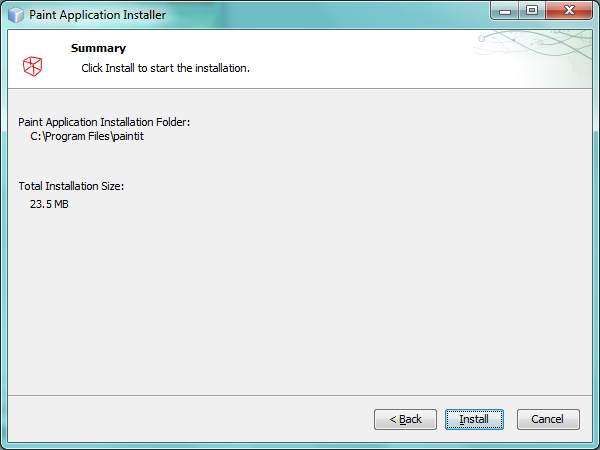 Paint Application Installer
Summary
Click Install to start the installation.
Paint Application Installation Folder:
C:\Program Files\paintit
Total Installation Size:
23.5 MB
< Back Install Cancel